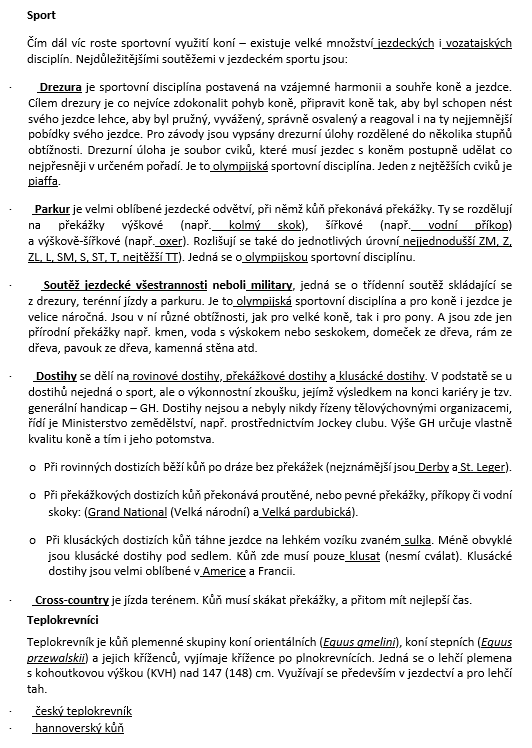 Sport
Čím dál víc roste sportovní využití koní – existuje velké množství jezdeckých i vozatajských
disciplín. Nejdůležitějšími soutěžemi v jezdeckém sportu jsou:
· Drezura je sportovní disciplína postavená na vzájemné harmonii a souhře koně a jezdce.
Cílem drezury je co nejvíce zdokonalit pohyb koně, připravit koně tak, aby byl schopen nést
svého jezdce lehce, aby byl pružný, vyvážený, správně osvalený a reagoval i na ty nejjemnější
pobídky svého jezdce. Pro závody jsou vypsány drezurní úlohy rozdělené do několika stupňů
obtížnosti. Drezurní úloha je soubor cviků, které musí jezdec s koněm postupně udělat co
nejpřesněji v určeném pořadí. Je to olympijská sportovní disciplína. Jeden z nejtěžších cviků je
piaffa.
· Parkur je velmi oblíbené jezdecké odvětví, při němž kůň překonává překážky. Ty se rozdělují
na překážky výškové (např. kolmý skok), šířkové (např. vodní příkop)
a výškově-šířkové (např. oxer). Rozlišují se také do jednotlivých úrovní nejjednodušší ZM, Z,
ZL, L, SM, S, ST, T, nejtěžší TT). Jedná se o olympijskou sportovní disciplínu.
· Soutěž jezdecké všestrannosti neboli military, jedná se o třídenní soutěž skládající se
z drezury, terénní jízdy a parkuru. Je to olympijská sportovní disciplína a pro koně i jezdce je
velice náročná. Jsou v ní různé obtížnosti, jak pro velké koně, tak i pro pony. A jsou zde jen
přírodní překážky např. kmen, voda s výskokem nebo seskokem, domeček ze dřeva, rám ze
dřeva, pavouk ze dřeva, kamenná stěna atd.
· Dostihy se dělí na rovinové dostihy, překážkové dostihy a klusácké dostihy. V podstatě se u
dostihů nejedná o sport, ale o výkonnostní zkoušku, jejímž výsledkem na konci kariéry je tzv.
generální handicap – GH. Dostihy nejsou a nebyly nikdy řízeny tělovýchovnými organizacemi,
řídí je Ministerstvo zemědělství, např. prostřednictvím Jockey clubu. Výše GH určuje vlastně
kvalitu koně a tím i jeho potomstva.
o Při rovinných dostizích běží kůň po dráze bez překážek (nejznámější jsou Derby a St. Leger).
o Při překážkových dostizích kůň překonává proutěné, nebo pevné překážky, příkopy či vodní
skoky: (Grand National (Velká národní) a Velká pardubická).
o Při klusáckých dostizích kůň táhne jezdce na lehkém vozíku zvaném sulka. Méně obvyklé
jsou klusácké dostihy pod sedlem. Kůň zde musí pouze klusat (nesmí cválat). Klusácké
dostihy jsou velmi oblíbené v Americe a Francii.
· Cross-country je jízda terénem. Kůň musí skákat překážky, a přitom mít nejlepší čas.
Teplokrevníci
Teplokrevník je kůň plemenné skupiny koní orientálních (Equus gmelini), koní stepních (Equus
przewalskii) a jejich kříženců, vyjímaje křížence po plnokrevnících. Jedná se o lehčí plemena
s kohoutkovou výškou (KVH) nad 147 (148) cm. Využívají se především v jezdectví a pro lehčí
tah.
· český teplokrevník
· hannoverský kůň